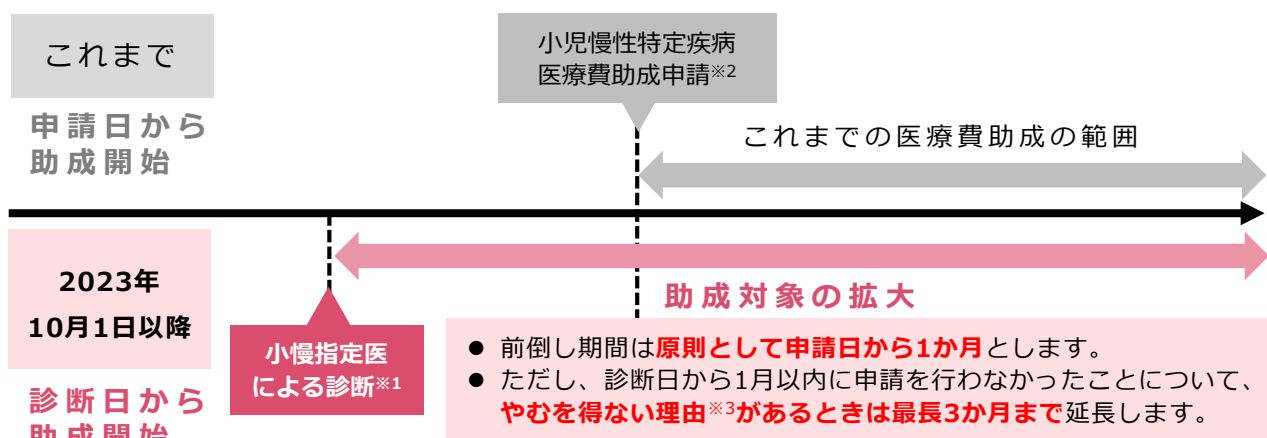 これまで
申請日から
助成開始
小児慢性特定疾病
医療費助成申請※2
これまでの医療費助成の範囲
2023年
10月1日以降
診断日から
助成開始
小慢指定医
による診断※1
助成対象の拡大
● 前倒し期間は原則として申請日から1か月とします。
● ただし、診断日から1月以内に申請を行わなかったことについて、
やむを得ない理由※3があるときは最長3か月まで延長します。